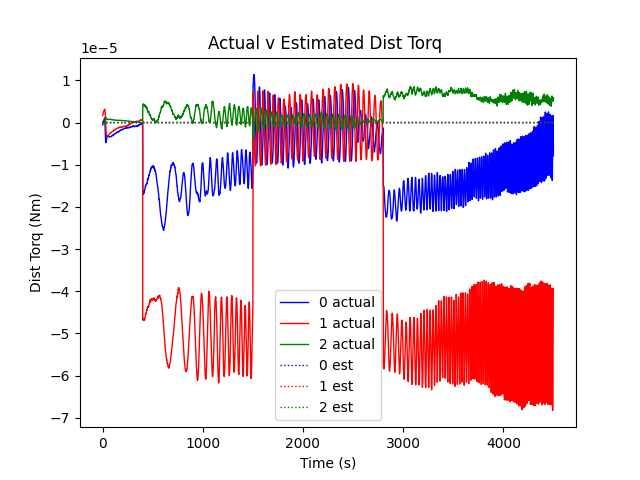 Actual v Estimated Dist Torq
1e−5
1
0
−1
−2
−3
−4
−5
−6
−7
Dist Torq (Nm)
0 actual
1 actual
2 actual
0 est
1 est
2 est
0
1000
2000
3000
4000
Time (s)